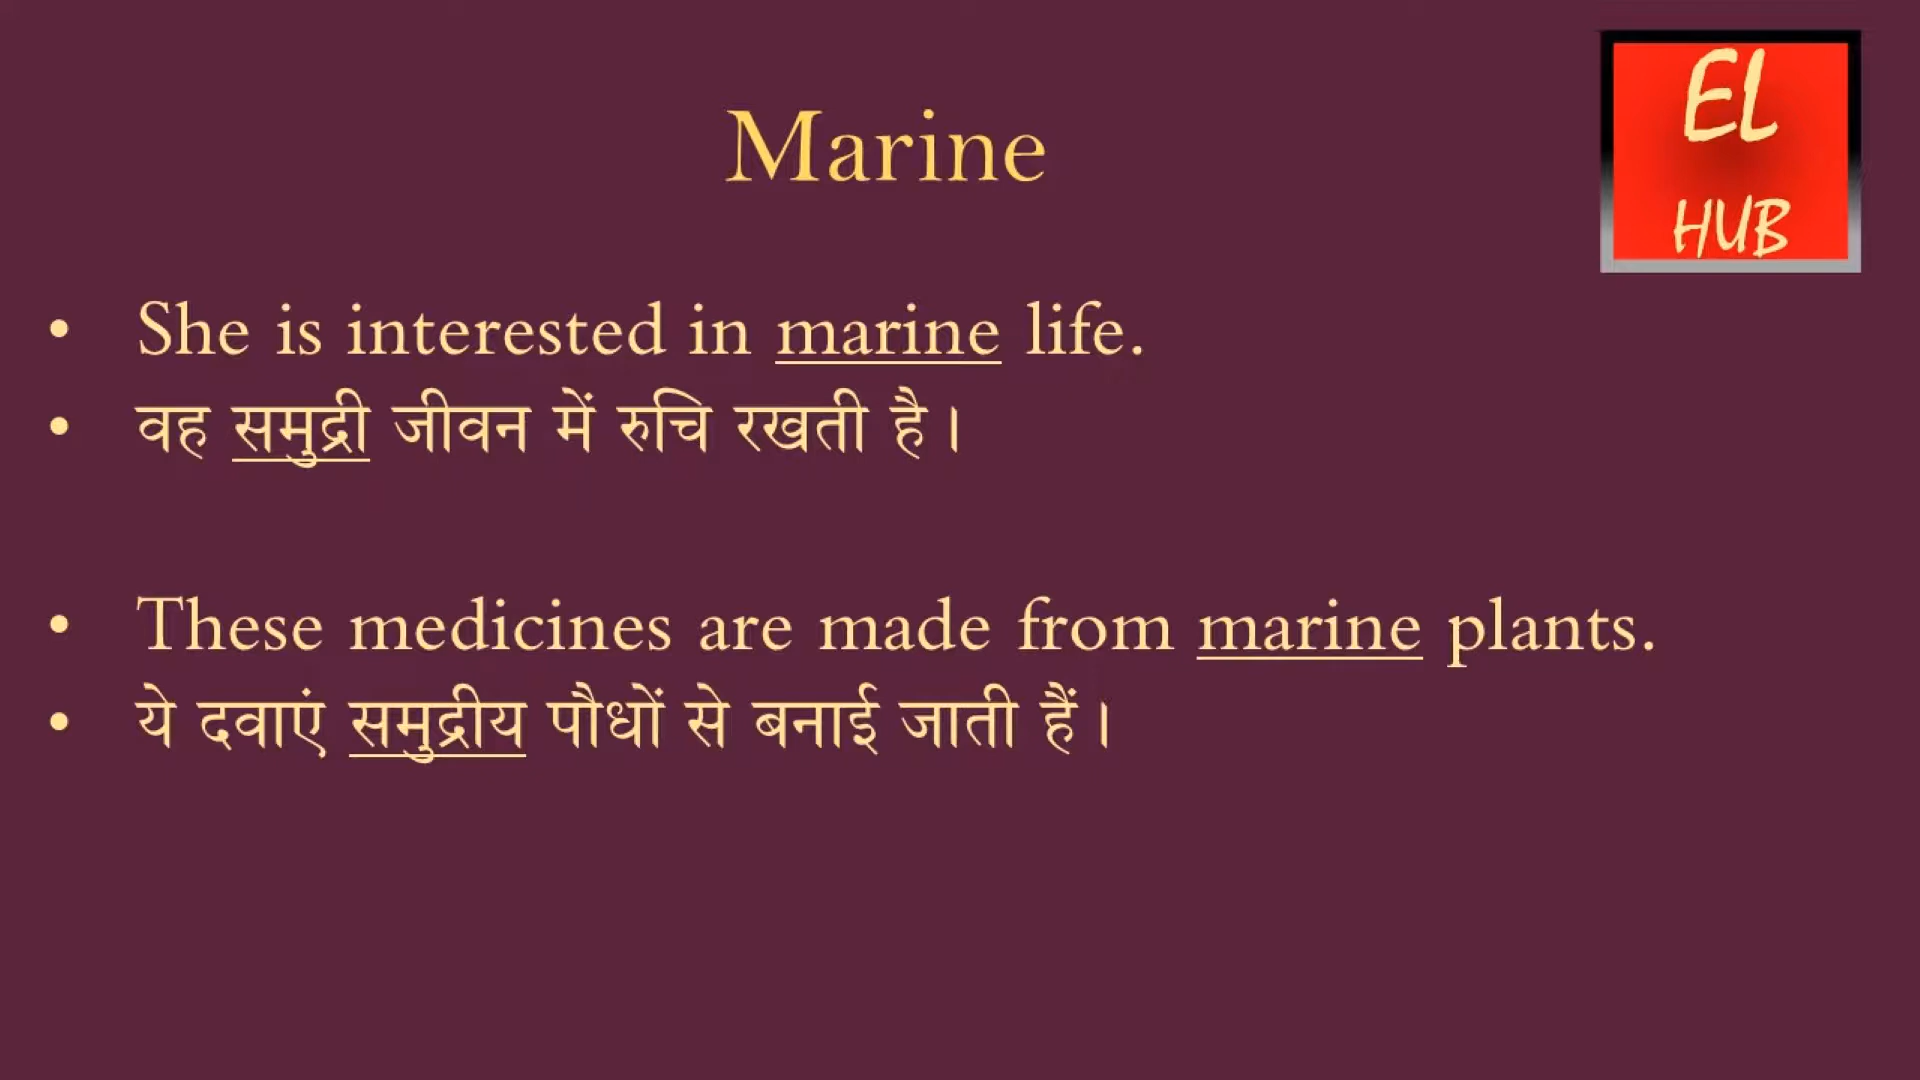 EL
HUB
Marine
• She is interested in marine life.
• वह समुद्री जीवन में रुचि रखती है।
• These medicines are made from marine plants.
• ये दवाएं समुद्रीय पौधों से बनाई जाती हैं।